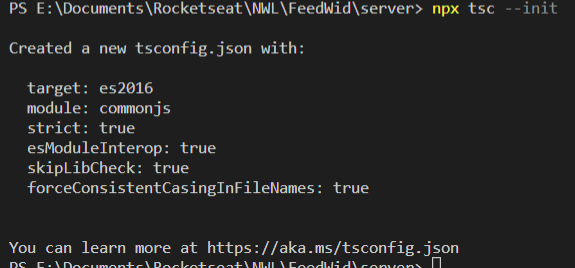 PS E:\Documents\Rocketseat\NWL\FeedWid\server> npx tsc --init
Created a new tsconfig.json with:
target: es2016
module: commonjs
strict: true
esModuleInterop: true
skipLibCheck: true
forceConsistentCasingInFileNames: true
You can learn more at https://aka.ms/tsconfig.json
PS E:\Documents\Rocketseat\NWL\FeedWid\server>